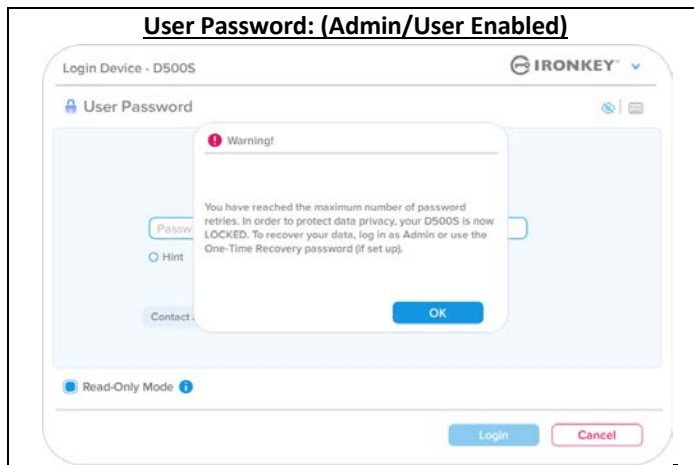 User Password: (Admin/User Enabled)
Login Device - D500S
IRONKEY
User Password
Warning!
You have reached the maximum number of password
retries. In order to protect data privacy, your D500S is now
LOCKED. To recover your data, log in as Admin or use the
One-Time Recovery password (if set up).
Passw
Hint
OK
Contact
Read-Only Mode
Login Cancel